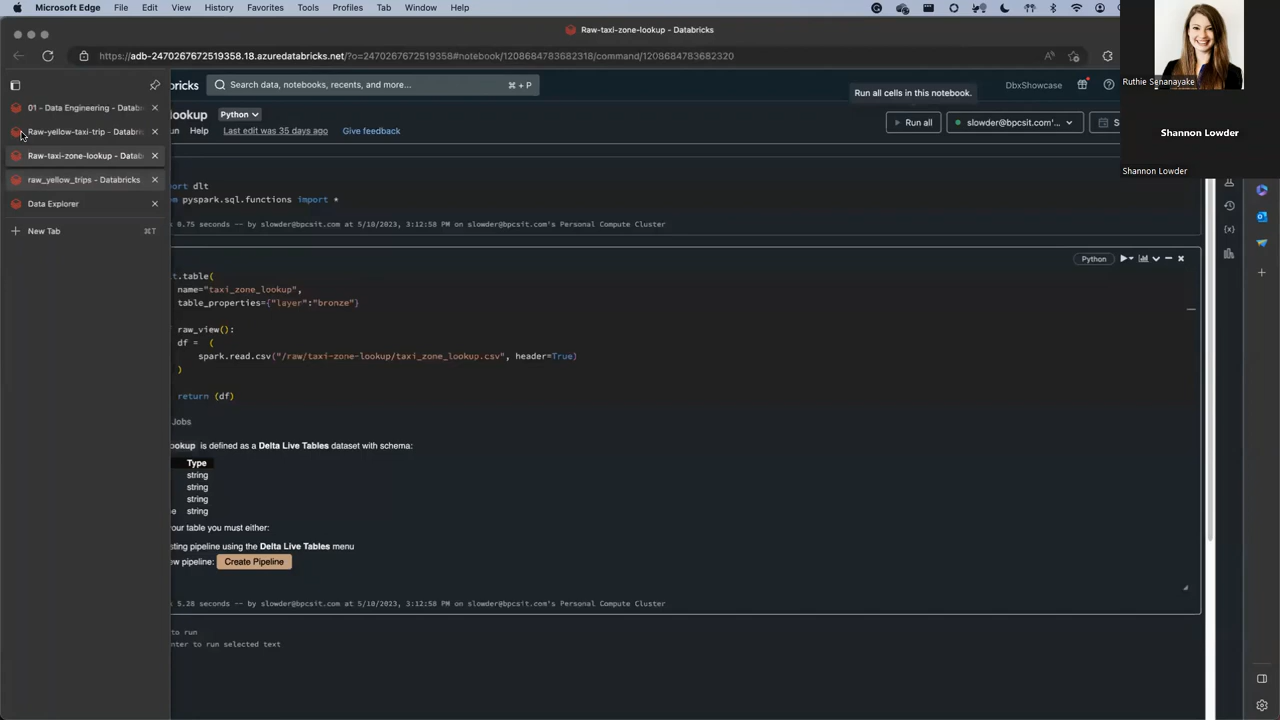 Microsoft Edge File Edit View History Favorites Tools Profiles Tab Window Help
Raw-taxi-zone-lookup - Databricks
https://adb-2470267672519358.18.azuredatabricks.net/?o=2470267672519358#notebook/1208684783682318/command/1208684783682320
Ruthie Senanayake
Shannon Lowder
Shannon Lowder
bricks
Search data, notebooks, recents, and more...
⌘ + P
DbxShowcase
Run all cells in this notebook.
01 - Data Engineering - Datab
Raw-yellow-taxi-trip - Databric
Raw-taxi-zone-lookup - Datab
raw_yellow_trips - Databricks
Data Explorer
New Tab ⌘T
ookup Python
un Help Last edit was 35 days ago Give feedback
Run all
slowder@bpcsit.com'...
S
port dlt
om pyspark.sql.functions import *
0.75 seconds -- by slowder@bpcsit.com at 5/10/2023, 3:12:58 PM on slowder@bpcsit.com's Personal Compute Cluster
Python
t.table(
name="taxi_zone_lookup",
table_properties={"layer":"bronze"}
raw_view():
df = (
spark.read.csv("/raw/taxi-zone-lookup/taxi_zone_lookup.csv", header=True)
)
return (df)
Jobs
ookup is defined as a Delta Live Tables dataset with schema:
Type
string
string
string
e string
our table you must either:
sting pipeline using the Delta Live Tables menu
ew pipeline: Create Pipeline
5.28 seconds -- by slowder@bpcsit.com at 5/10/2023, 3:12:58 PM on slowder@bpcsit.com's Personal Compute Cluster
to run
nter to run selected text